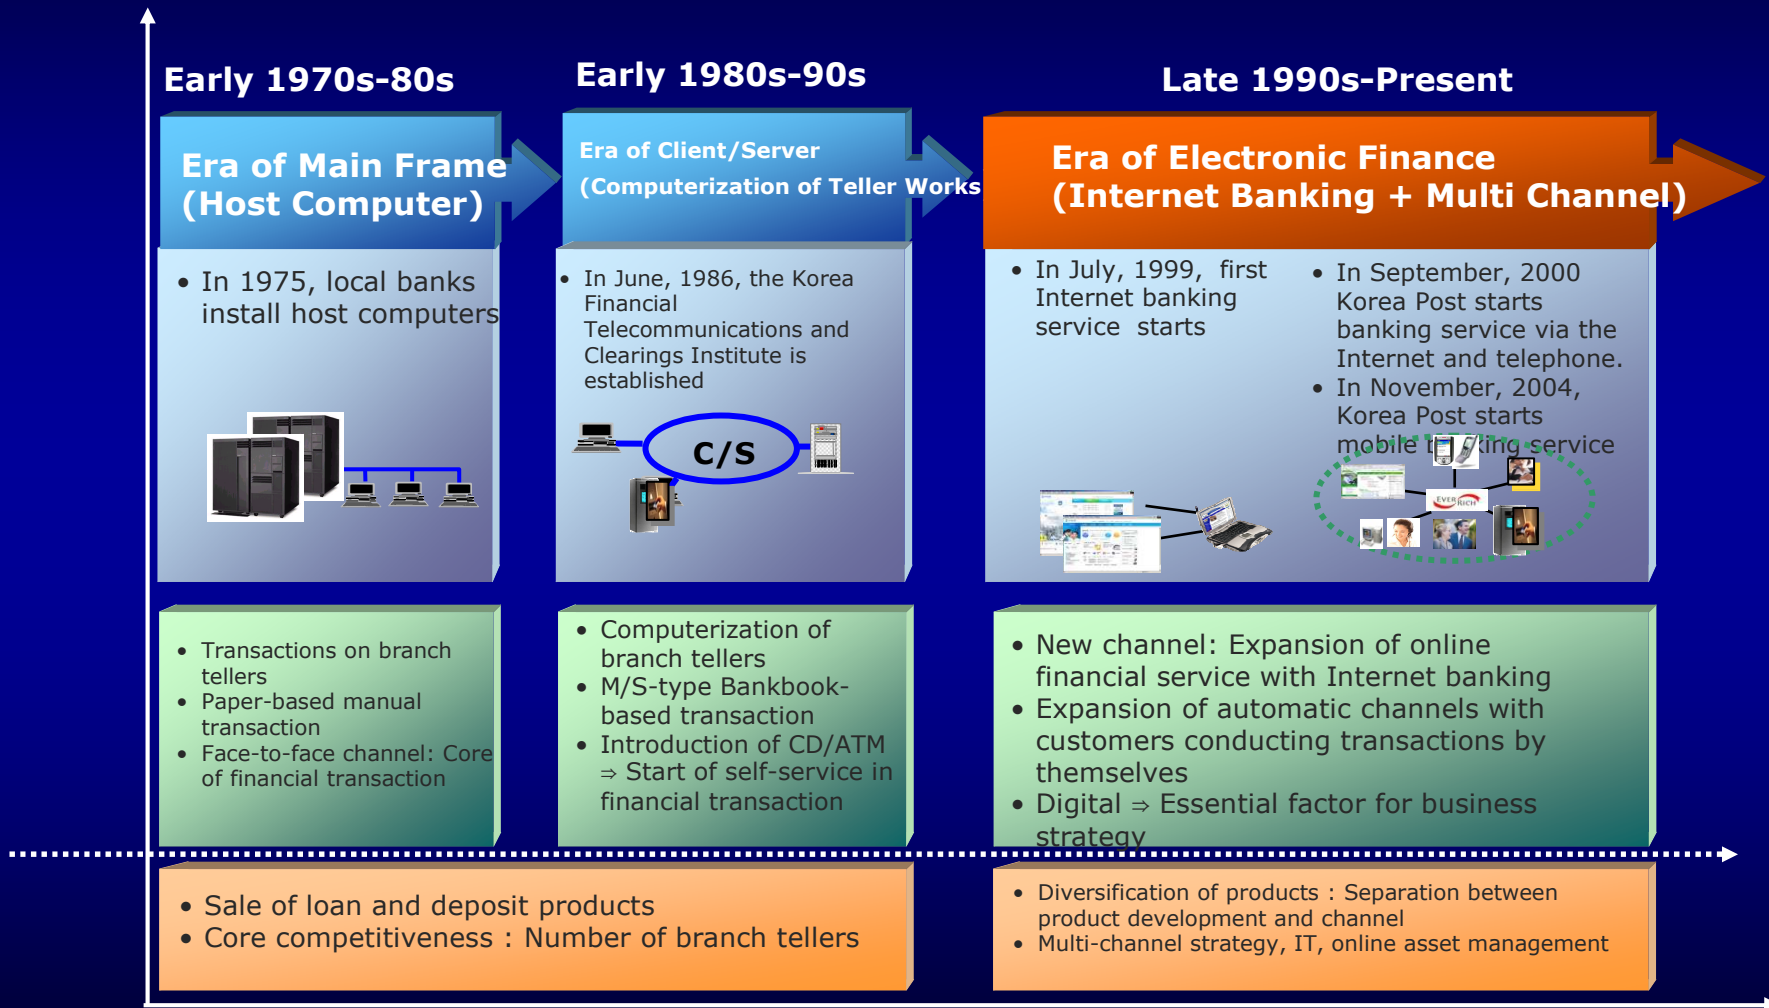 Early 1970s-80s
Early 1980s-90s
Late 1990s-Present
Era of Main Frame
(Host Computer)
Era of Client/Server
(Computerization of Teller Works
Era of Electronic Finance
(Internet Banking + Multi Channel)
• In 1975, local banks
install host computers
• In June, 1986, the Korea
Financial
Telecommunications and
Clearings Institute is
established
C/S
• In July, 1999, first
Internet banking
service starts
• In September, 2000
Korea Post starts
banking service via the
Internet and telephone.
• In November, 2004,
Korea Post starts
mobile banking service
EVER RICH
• Transactions on branch
tellers
• Paper-based manual
transaction
• Face-to-face channel: Core
of financial transaction
• Computerization of
branch tellers
• M/S-type Bankbook-
based transaction
• Introduction of CD/ATM
⇒ Start of self-service in
financial transaction
• New channel: Expansion of online
financial service with Internet banking
• Expansion of automatic channels with
customers conducting transactions by
themselves
• Digital ⇒ Essential factor for business
strategy
• Sale of loan and deposit products
• Core competitiveness : Number of branch tellers
• Diversification of products : Separation between
product development and channel
• Multi-channel strategy, IT, online asset management